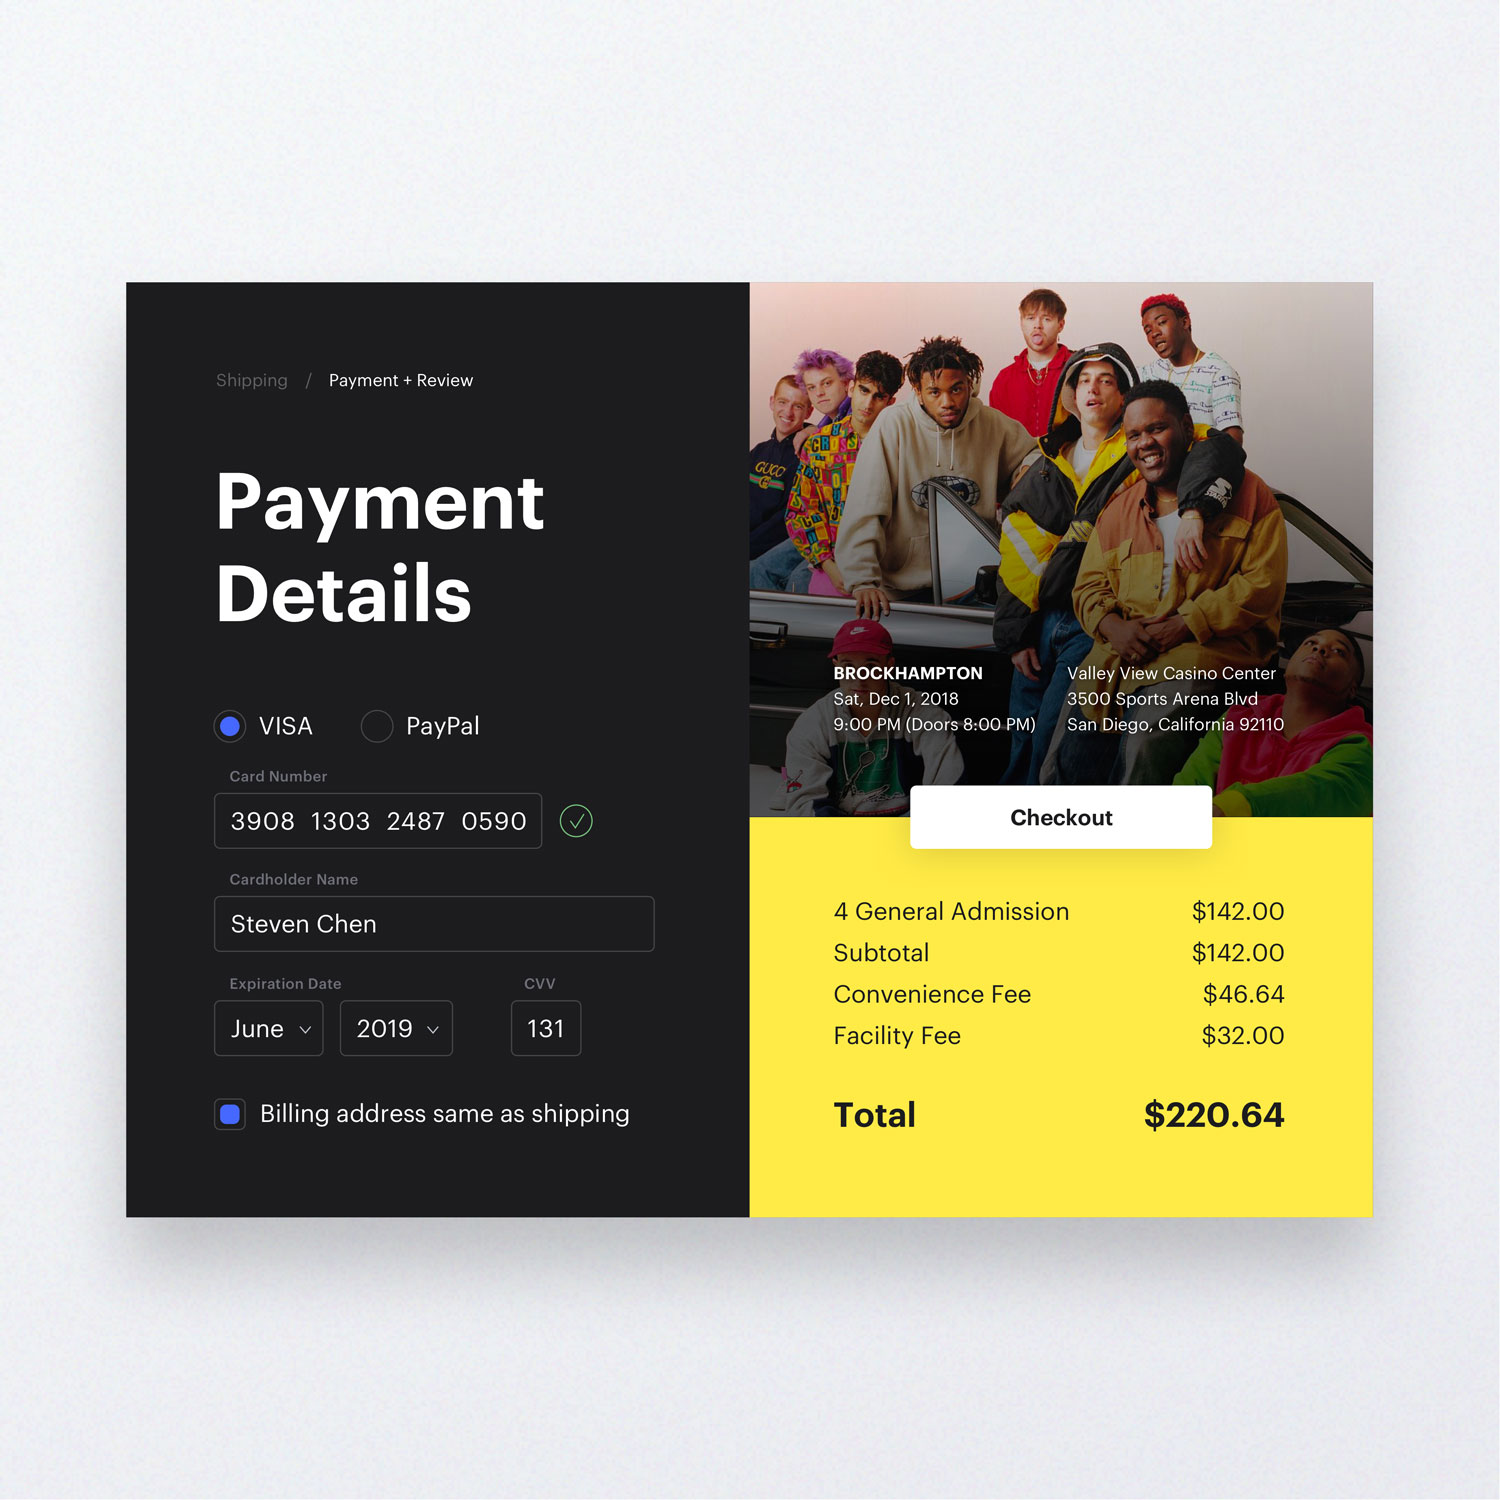 Shipping / Payment + Review
Payment
Details
VISA PayPal
Card Number
3908 1303 2487 0590
Cardholder Name
Steven Chen
Expiration Date CVV
June 2019 131
Billing address same as shipping
GUCCI
BROCKHAMPTON
Sat, Dec 1, 2018
9:00 PM (Doors 8:00 PM)
Valley View Casino Center
3500 Sports Arena Blvd
San Diego, California 92110
Checkout
4 General Admission $142.00
Subtotal $142.00
Convenience Fee $46.64
Facility Fee $32.00
Total $220.64